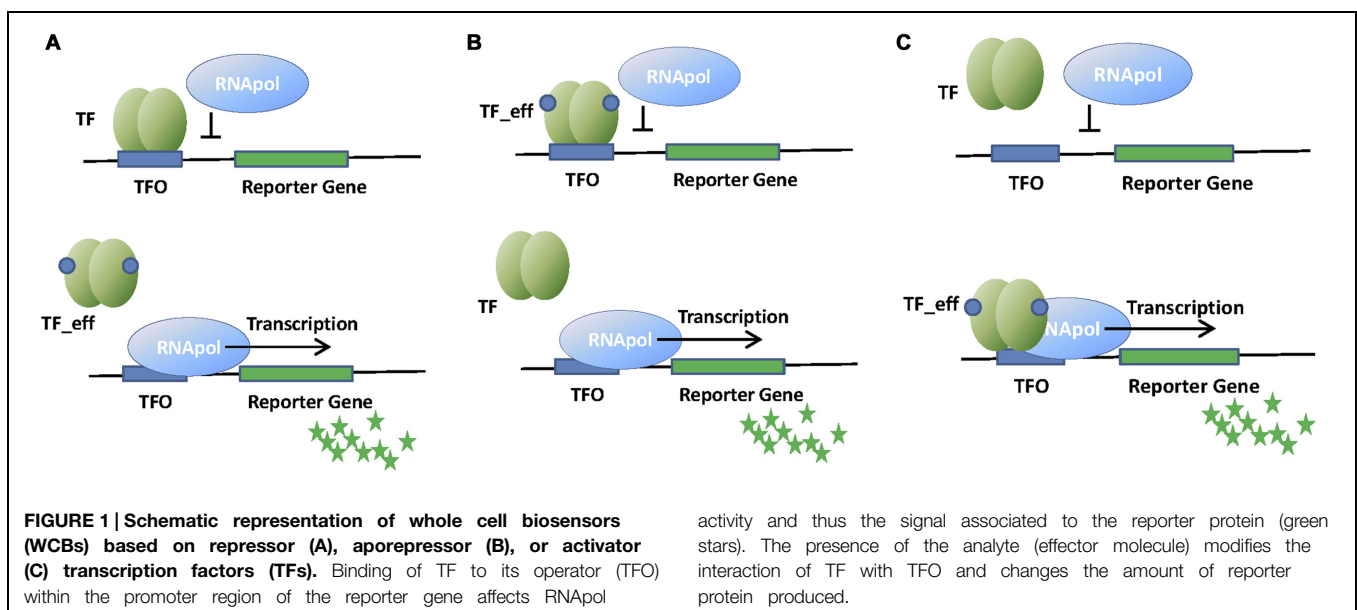 A
RNApol
TF
TFO
Reporter Gene
TF_eff
Transcription
RNApol
TFO
Reporter Gene
B
RNApol
TF_eff
TFO
Reporter Gene
TF
Transcription
RNApol
TFO
Reporter Gene
C
TF
RNApol
TFO
Reporter Gene
TF_eff
Transcription
NApol
TFO
Reporter Gene
FIGURE 1 | Schematic representation of whole cell biosensors
(WCBs) based on repressor (A), aporepressor (B), or activator
(C) transcription factors (TFs). Binding of TF to its operator (TFO)
within the promoter region of the reporter gene affects RNApol
activity and thus the signal associated to the reporter protein (green
stars). The presence of the analyte (effector molecule) modifies the
interaction of TF with TFO and changes the amount of reporter
protein produced.